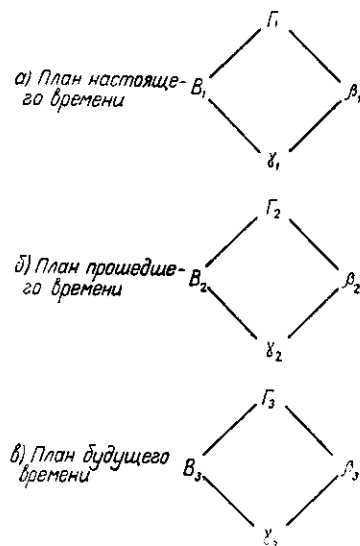 Г₁
а) План настояще-
го времени
В₁
β₁
γ₁
Г₂
б) План прошедше-
го времени
В₂
β₂
γ₂
Г₃
в) План будущего
времени
В₃
β₃
γ₃